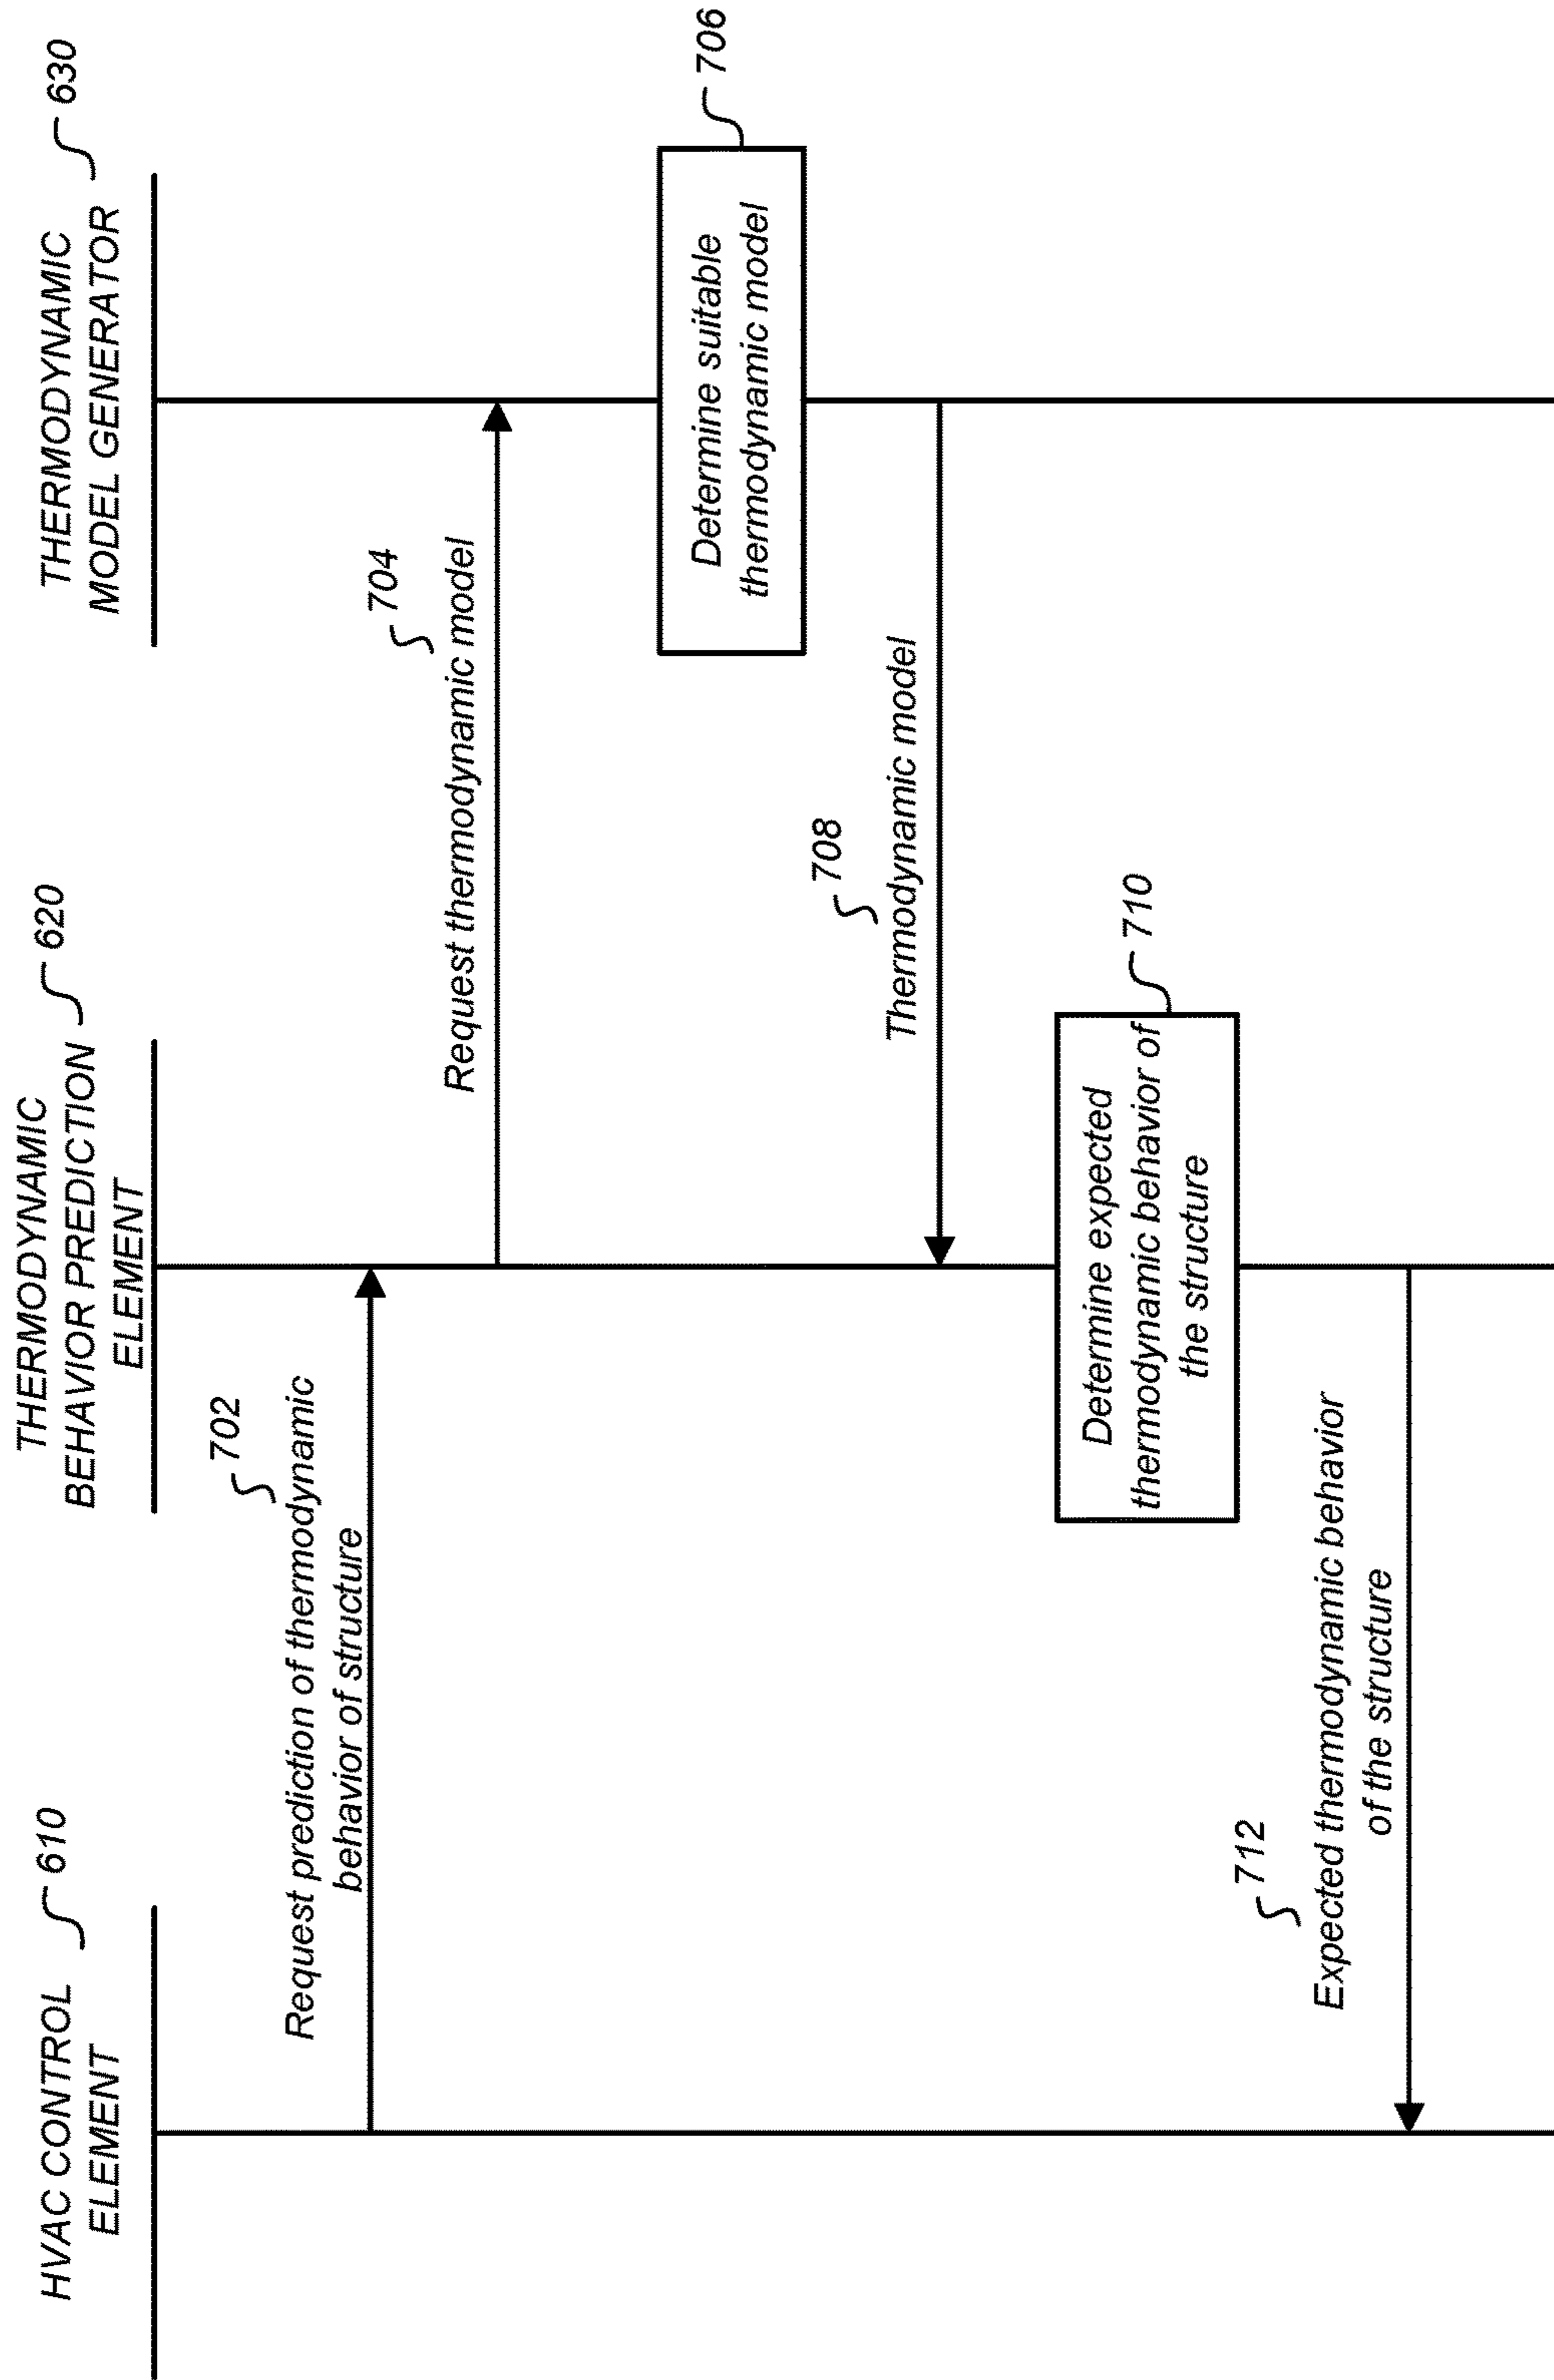 HVAC CONTROL
ELEMENT
610
THERMODYNAMIC
BEHAVIOR PREDICTION
ELEMENT
620
THERMODYNAMIC
MODEL GENERATOR
630
702
Request prediction of thermodynamic
behavior of structure
704
Request thermodynamic model
Determine suitable
thermodynamic model
706
708
Thermodynamic model
Determine expected
thermodynamic behavior of
the structure
710
712
Expected thermodynamic behavior
of the structure